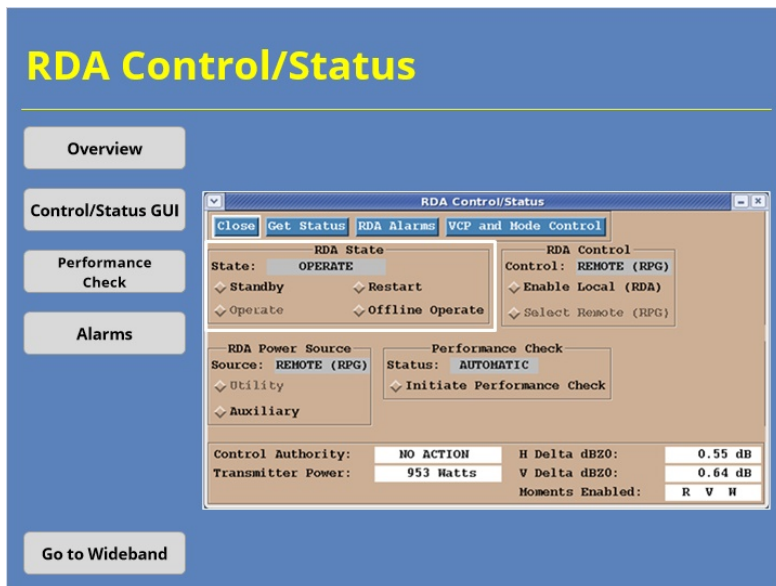 RDA Control/Status
Overview
Control/Status GUI
Performance
Check
Alarms
Go to Wideband
RDA Control/Status
Close Get Status RDA Alarms VCP and Mode Control
RDA State
State: OPERATE
Standby Restart
Operate Offline Operate
RDA Control
Control: REMOTE (RPG)
Enable Local (RDA)
Select Remote (RPG)
RDA Power Source
Source: REMOTE (RPG)
Utility
Auxiliary
Performance Check
Status: AUTOMATIC
Initiate Performance Check
Control Authority: NO ACTION H Delta dBZ0: 0.55 dB
Transmitter Power: 953 Watts V Delta dBZ0: 0.64 dB
Moments Enabled: R V W